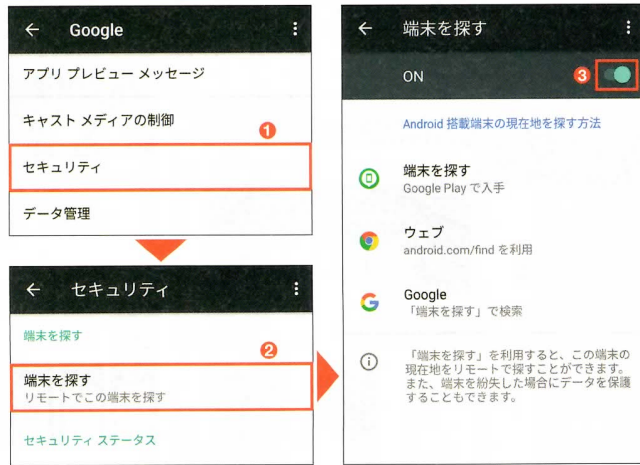 ← Google
アプリ プレビュー メッセージ
キャスト メディアの制御
1
セキュリティ
データ管理
← セキュリティ
端末を探す
2
端末を探す
リモートでこの端末を探す
セキュリティ ステータス
← 端末を探す
ON
3
Android 搭載端末の現在地を探す方法
端末を探す
Google Play で入手
ウェブ
android.com/find を利用
Google
「端末を探す」で検索
「端末を探す」を利用すると、この端末の
現在地をリモートで探すことができます。
また、端末を紛失した場合にデータを保護
することもできます。